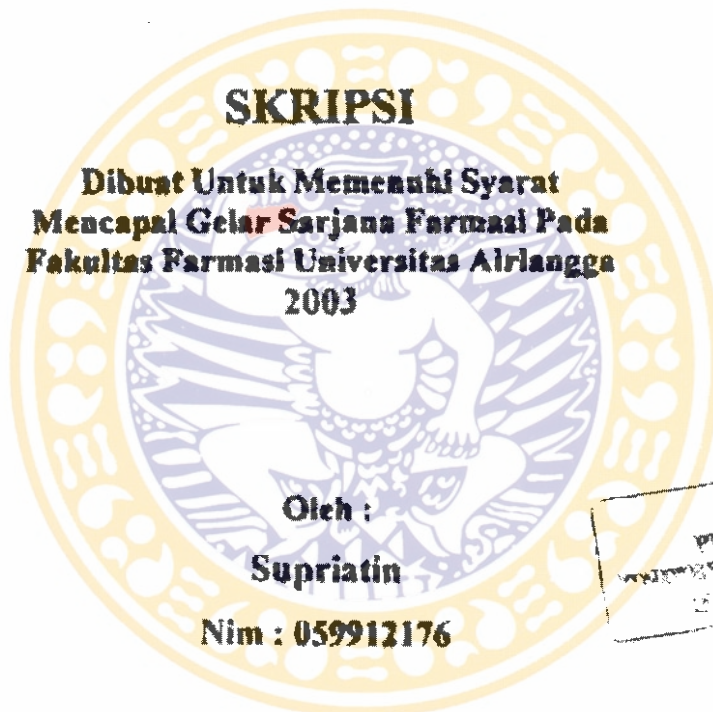 SKRIPSI
Dibuat Untuk Memenuhi Syarat
Mencapai Gelar Sarjana Farmasi Pada
Fakultas Farmasi Universitas Airlangga
2003
Oleh :
Supriatin
Nim : 059912176